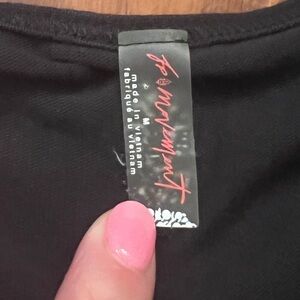 fp movement
M
made in vietnam
fabriqué au vietnam